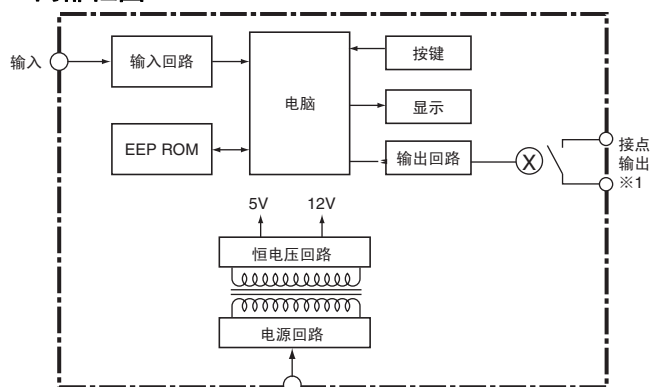 输入
输入回路
电脑
按键
显示
EEP ROM
输出回路
X
接点
输出
※1
5V
12V
恒电压回路
电源回路